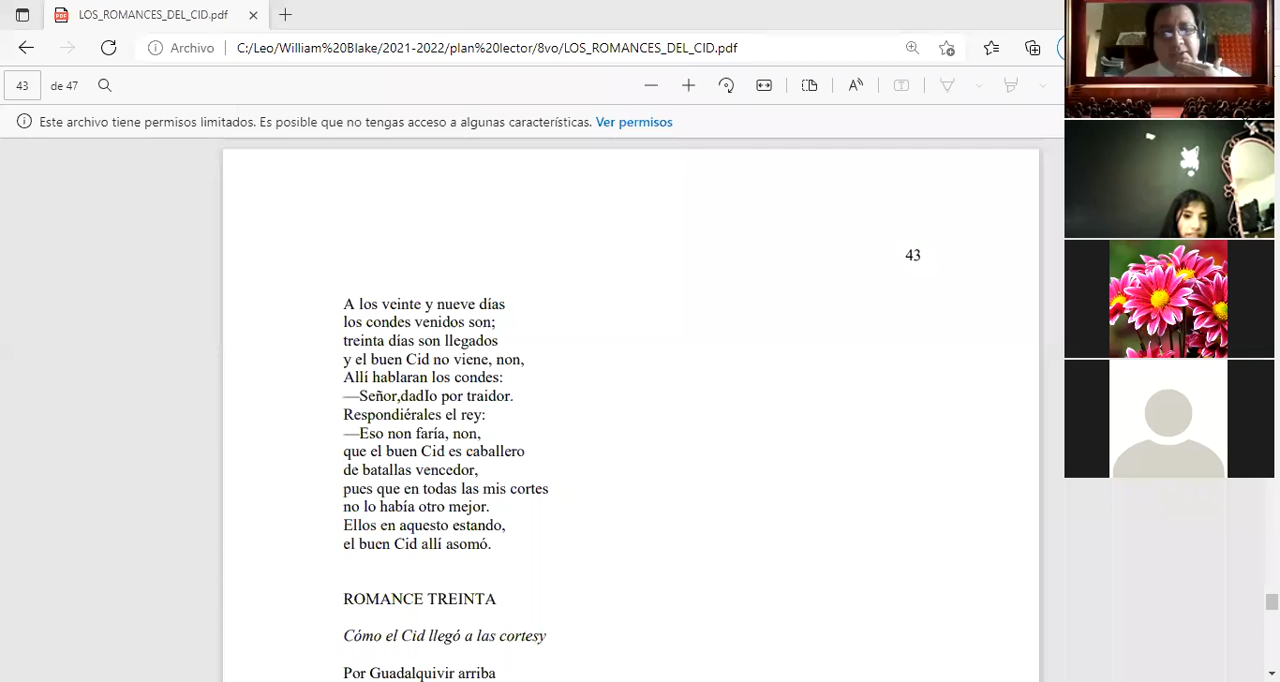 LOS_ROMANCES_DEL_CID.pdf
Archivo
C:/Leo/William%20Blake/2021-2022/plan%20lector/8vo/LOS_ROMANCES_DEL_CID.pdf
43 de 47
Este archivo tiene permisos limitados. Es posible que no tengas acceso a algunas características. Ver permisos
43
A los veinte y nueve días
los condes venidos son;
treinta días son llegados
y el buen Cid no viene, non,
Allí hablaran los condes:
—Señor,dadIo por traidor.
Respondiérales el rey:
—Eso non faría, non,
que el buen Cid es caballero
de batallas vencedor,
pues que en todas las mis cortes
no lo había otro mejor.
Ellos en aquesto estando,
el buen Cid allí asomó.
ROMANCE TREINTA
Cómo el Cid llegó a las cortesy
Por Guadalquivir arriba